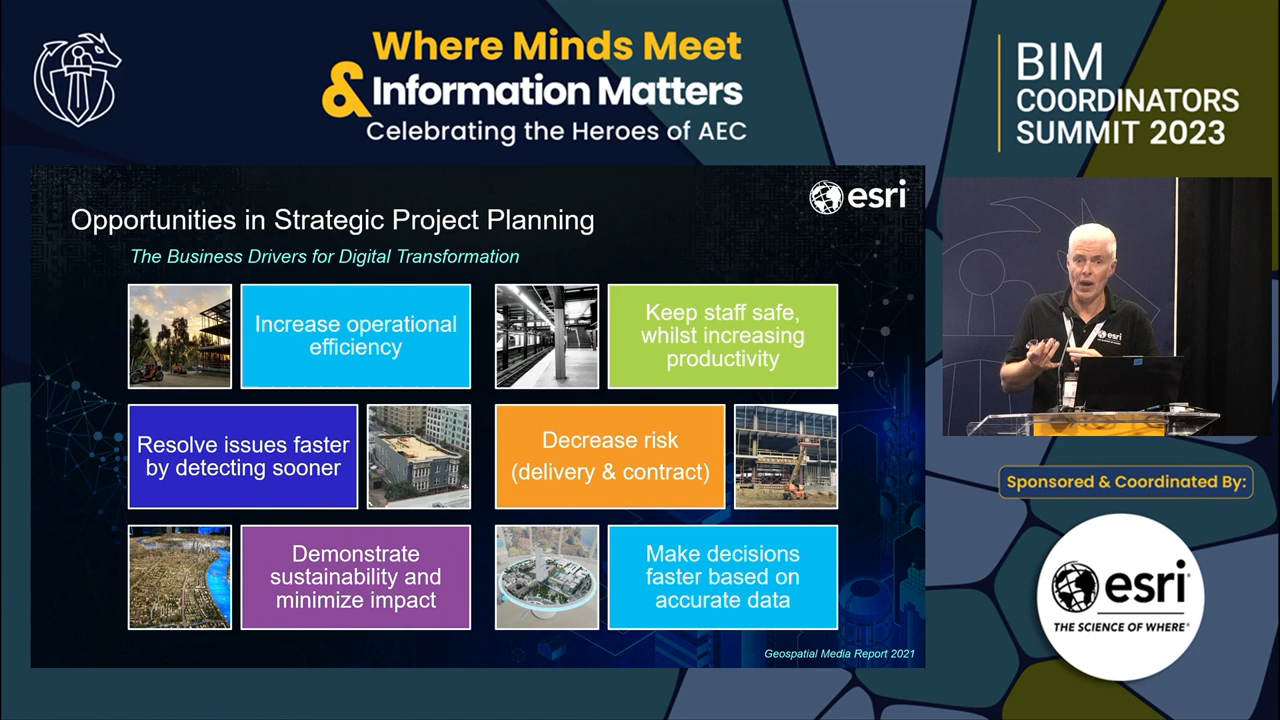 Where Minds Meet
& Information Matters
Celebrating the Heroes of AEC
BIM
COORDINATORS
SUMMIT 2023
esri
Opportunities in Strategic Project Planning
The Business Drivers for Digital Transformation
Increase operational
efficiency
Keep staff safe,
whilst increasing
productivity
Resolve issues faster
by detecting sooner
Decrease risk
(delivery & contract)
Demonstrate
sustainability and
minimize impact
Make decisions
faster based on
accurate data
Geospatial Media Report 2021
esri
Sponsored & Coordinated By:
esri
THE SCIENCE OF WHERE®